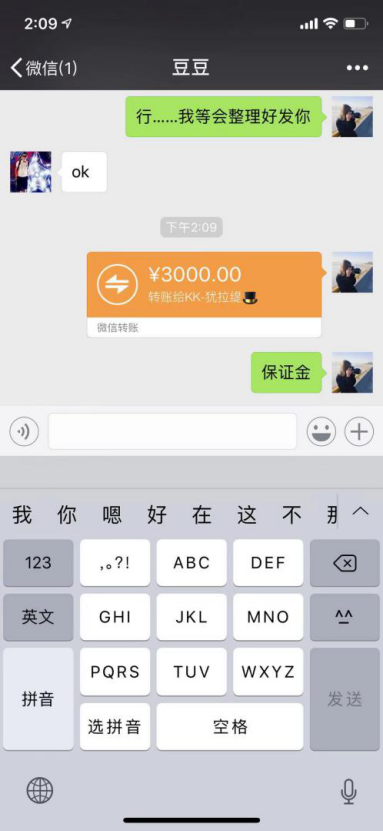 2:09
微信(1)
豆豆
行……我等会整理好发你
ok
下午2:09
¥3000.00
转账给KK-犹拉缇
微信转账
保证金
我 你 嗯 好 在 这 不 那
123
,。?!
ABC
DEF
英文
GHI
JKL
MNO
^^
拼音
PQRS
TUV
WXYZ
发送
选拼音
空格